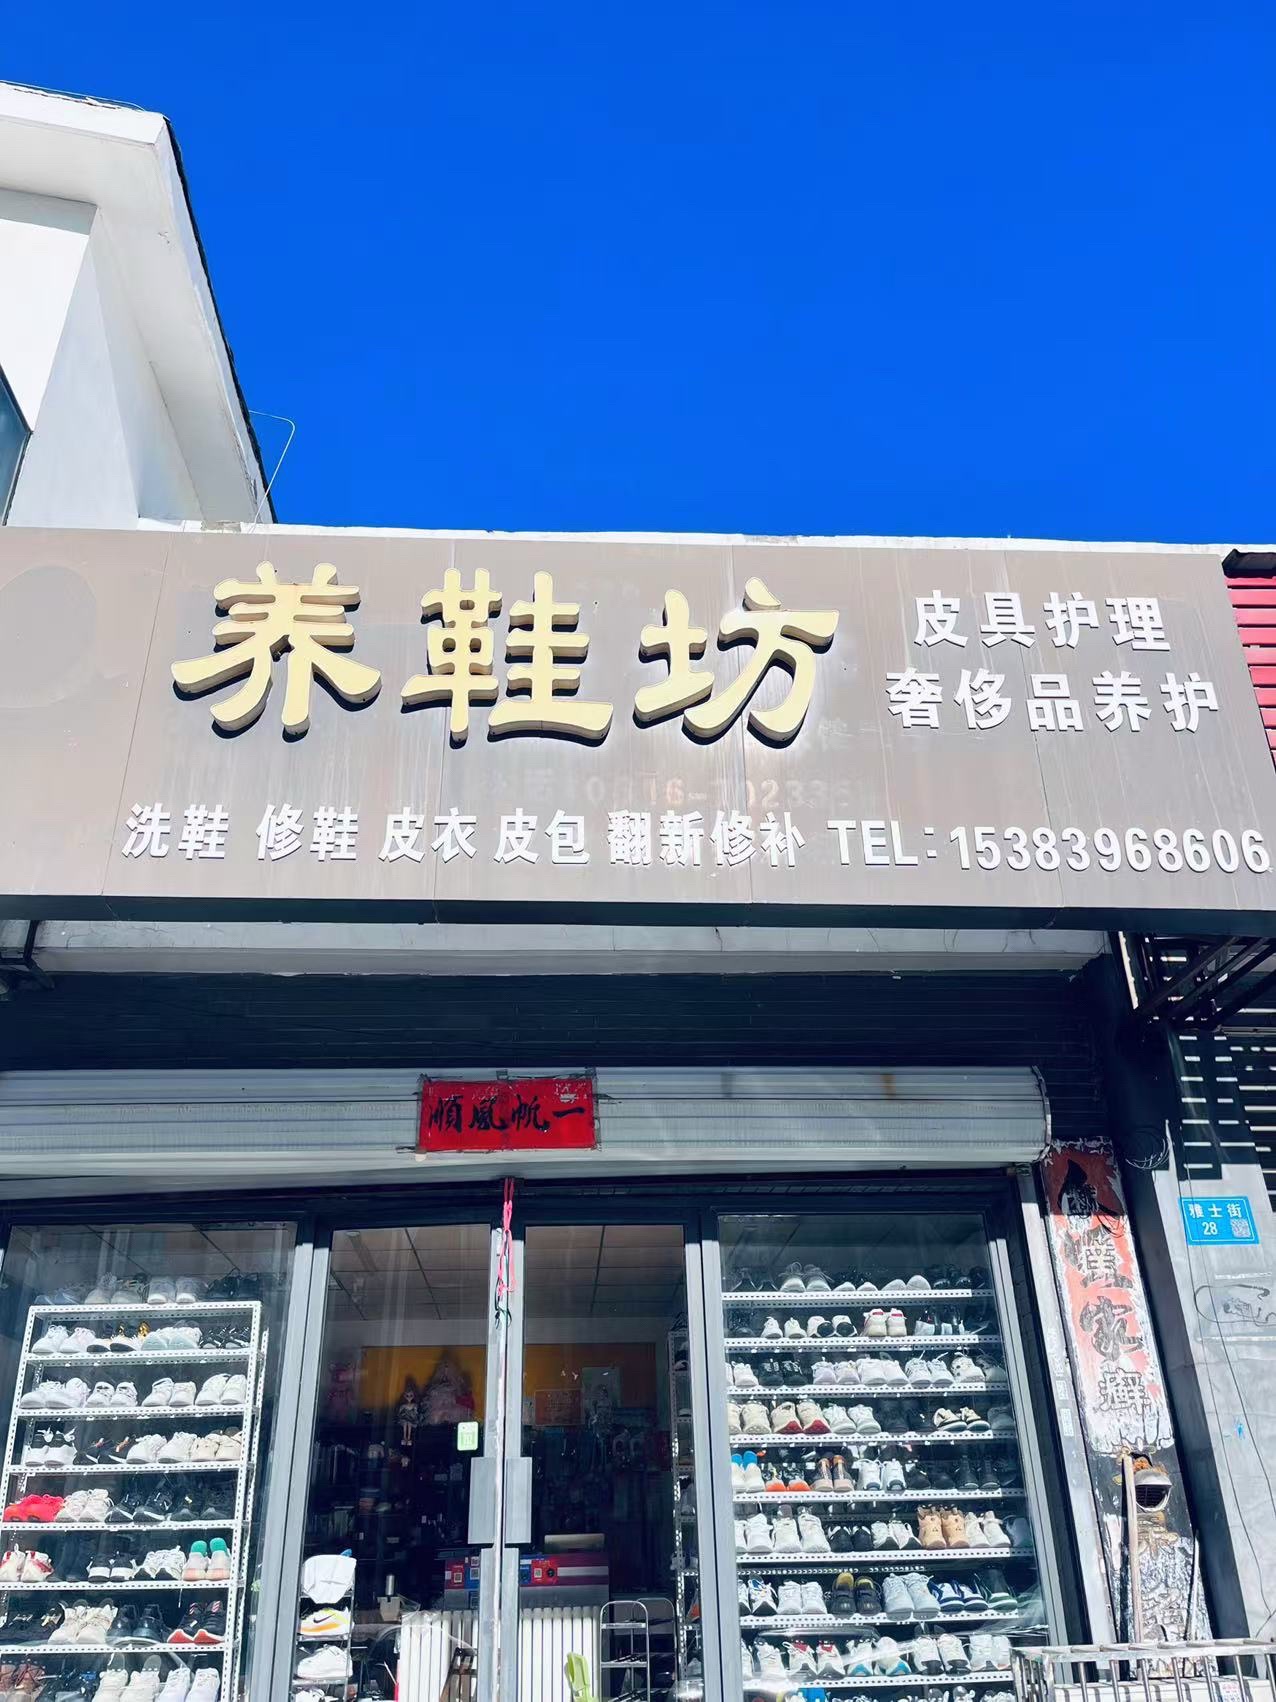 养鞋坊
皮具护理
奢侈品养护
洗鞋 修鞋 皮衣 皮包 翻新修补 TEL:15383968606
順風帆一
雅士街
28